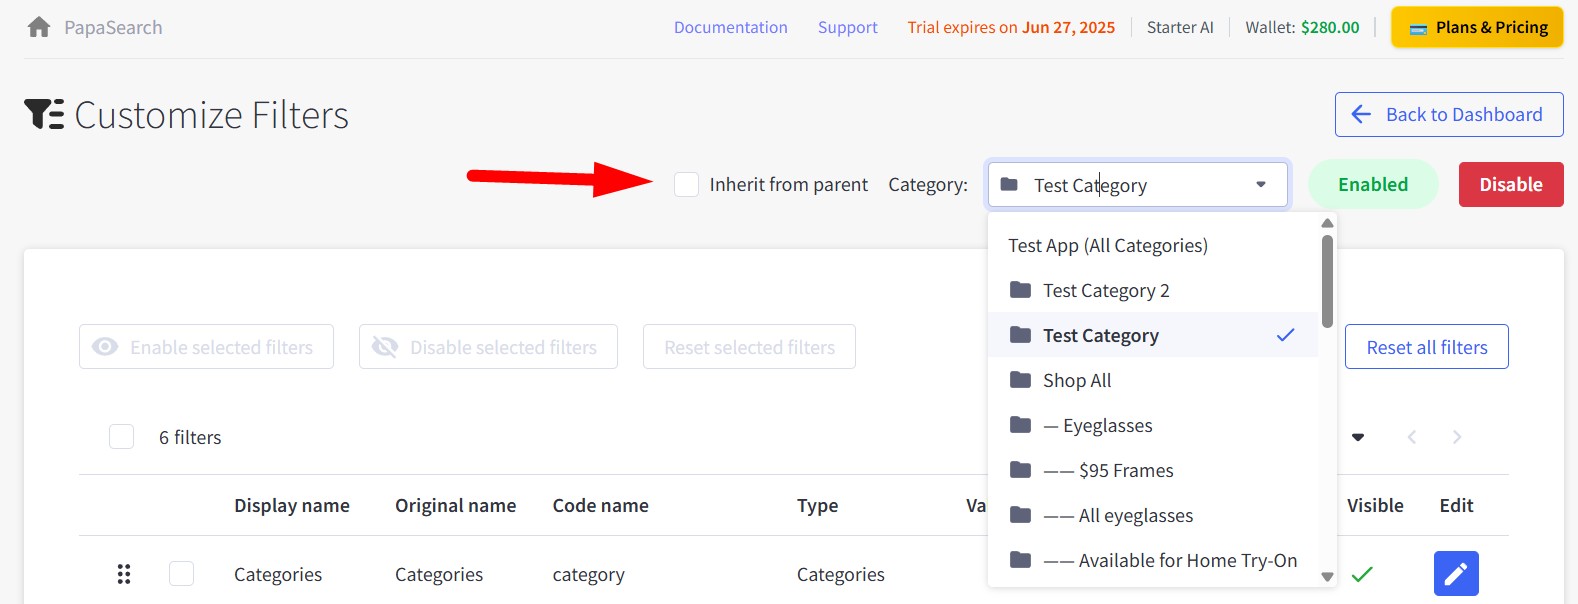 PapaSearch Documentation Support Trial expires on Jun 27, 2025 Starter AI Wallet: $280.00 Plans & Pricing
Customize Filters Back to Dashboard
Inherit from parent Category: Test Category Enabled Disable
Test App (All Categories)
Test Category 2
Test Category
Shop All
— Eyeglasses
—— $95 Frames
—— All eyeglasses
—— Available for Home Try-On
Enable selected filters Disable selected filters Reset selected filters Reset all filters
6 filters
Display name Original name Code name Type Va Visible Edit
Categories Categories category Categories